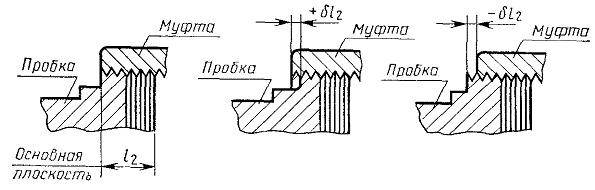 Муфта
Пробка
Основная
плоскость
l₂
+δl₂
Муфта
Пробка
−δl₂
Муфта
Пробка